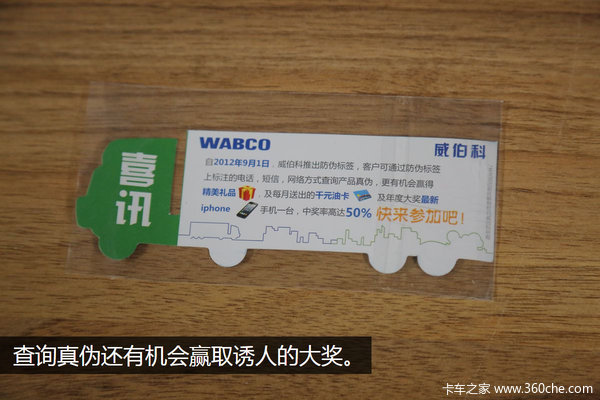 喜讯
WABCO 威伯科
自2012年9月1日，威伯科推出防伪标签，客户可通过防伪标签
上标注的电话，短信，网络方式查询产品真伪，更有机会赢得
精美礼品，及每月送出的千元油卡及年度大奖最新
iphone手机一台，中奖率高达50% 快来参加吧！
查询真伪还有机会赢取诱人的大奖。
卡车之家 www.360che.com